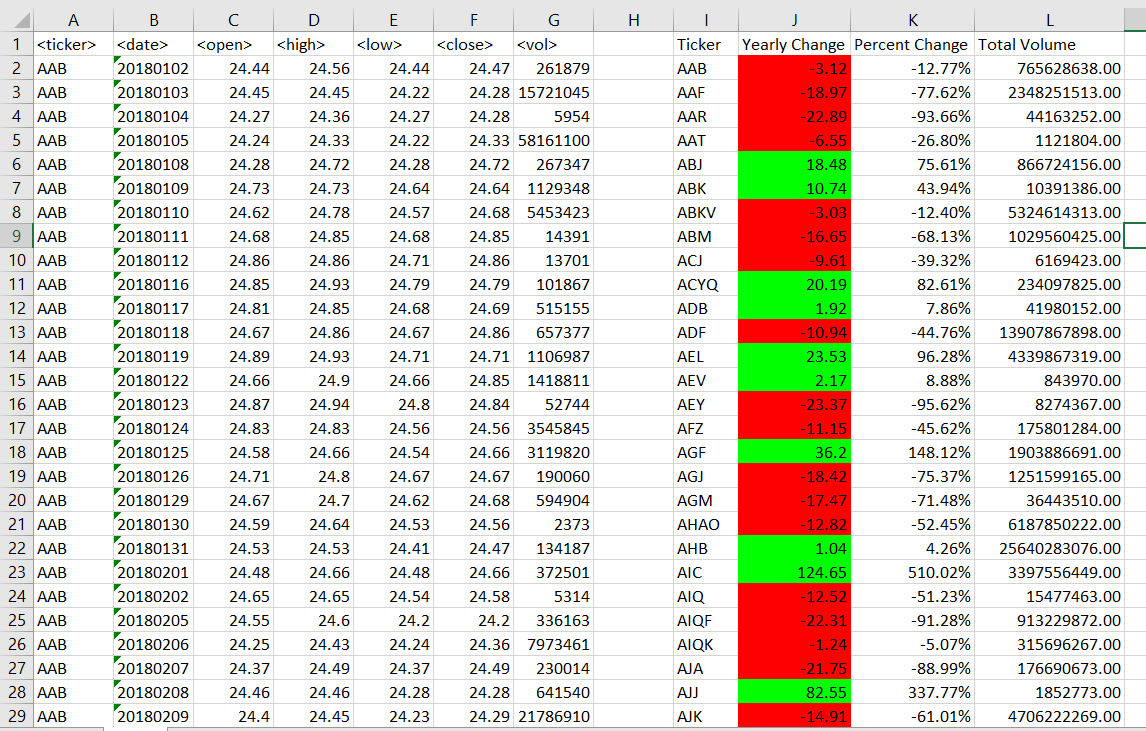 A B C D E F G H I J K L
1 <ticker> <date> <open> <high> <low> <close> <vol> Ticker Yearly Change Percent Change Total Volume
2 AAB 20180102 24.44 24.56 24.44 24.47 261879 AAB -3.12 -12.77% 765628638.00
3 AAB 20180103 24.45 24.45 24.22 24.28 15721045 AAF -18.97 -77.62% 2348251513.00
4 AAB 20180104 24.27 24.36 24.27 24.28 5954 AAR -22.89 -93.66% 44163252.00
5 AAB 20180105 24.24 24.33 24.22 24.33 58161100 AAT -6.55 -26.80% 1121804.00
6 AAB 20180108 24.28 24.72 24.28 24.72 267347 ABJ 18.48 75.61% 866724156.00
7 AAB 20180109 24.73 24.73 24.64 24.64 1129348 ABK 10.74 43.94% 10391386.00
8 AAB 20180110 24.62 24.78 24.57 24.68 5453423 ABKV -3.03 -12.40% 5324614313.00
9 AAB 20180111 24.68 24.85 24.68 24.85 14391 ABM -16.65 -68.13% 1029560425.00
10 AAB 20180112 24.86 24.86 24.71 24.86 13701 ACJ -9.61 -39.32% 6169423.00
11 AAB 20180116 24.85 24.93 24.79 24.79 101867 ACYQ 20.19 82.61% 234097825.00
12 AAB 20180117 24.81 24.85 24.68 24.69 515155 ADB 1.92 7.86% 41980152.00
13 AAB 20180118 24.67 24.86 24.67 24.86 657377 ADF -10.94 -44.76% 13907867898.00
14 AAB 20180119 24.89 24.93 24.71 24.71 1106987 AEL 23.53 96.28% 4339867319.00
15 AAB 20180122 24.66 24.9 24.66 24.85 1418811 AEV 2.17 8.88% 843970.00
16 AAB 20180123 24.87 24.94 24.8 24.84 52744 AEY -23.37 -95.62% 8274367.00
17 AAB 20180124 24.83 24.83 24.56 24.56 3545845 AFZ -11.15 -45.62% 175801284.00
18 AAB 20180125 24.58 24.66 24.54 24.66 3119820 AGF 36.2 148.12% 1903886691.00
19 AAB 20180126 24.71 24.8 24.67 24.67 190060 AGJ -18.42 -75.37% 1251599165.00
20 AAB 20180129 24.67 24.7 24.62 24.68 594904 AGM -17.47 -71.48% 36443510.00
21 AAB 20180130 24.59 24.64 24.53 24.56 2373 AHAO -12.82 -52.45% 6187850222.00
22 AAB 20180131 24.53 24.53 24.41 24.47 134187 AHB 1.04 4.26% 25640283076.00
23 AAB 20180201 24.48 24.66 24.48 24.66 372501 AIC 124.65 510.02% 3397556449.00
24 AAB 20180202 24.65 24.65 24.54 24.58 5314 AIQ -12.52 -51.23% 15477463.00
25 AAB 20180205 24.55 24.6 24.2 24.2 336163 AIQF -22.31 -91.28% 913229872.00
26 AAB 20180206 24.25 24.43 24.24 24.36 7973461 AIQK -1.24 -5.07% 315696267.00
27 AAB 20180207 24.37 24.49 24.37 24.49 230014 AJA -21.75 -88.99% 176690673.00
28 AAB 20180208 24.46 24.46 24.28 24.28 641540 AJJ 82.55 337.77% 1852773.00
29 AAB 20180209 24.4 24.45 24.23 24.29 21786910 AJK -14.91 -61.01% 4706222269.00